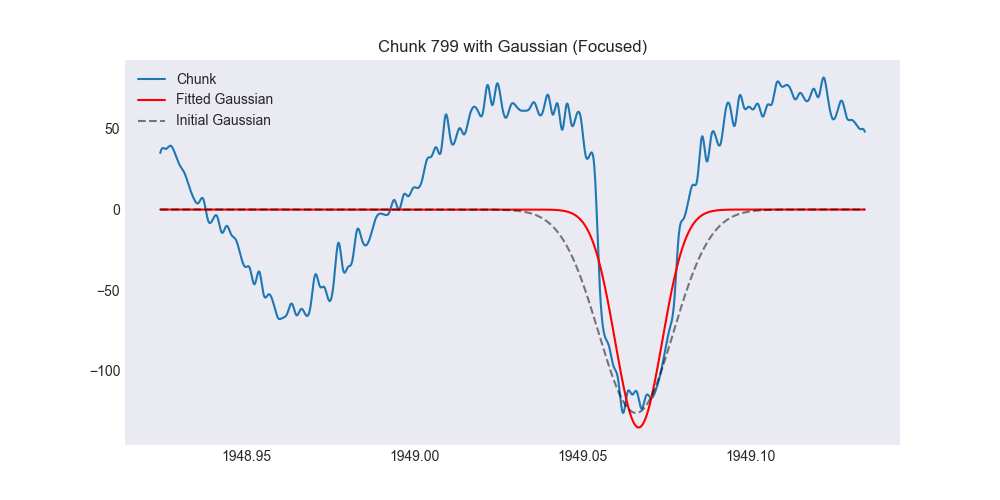 Chunk 799 with Gaussian (Focused)
Chunk
Fitted Gaussian
Initial Gaussian
50
0
−50
−100
1948.95 1949.00 1949.05 1949.10